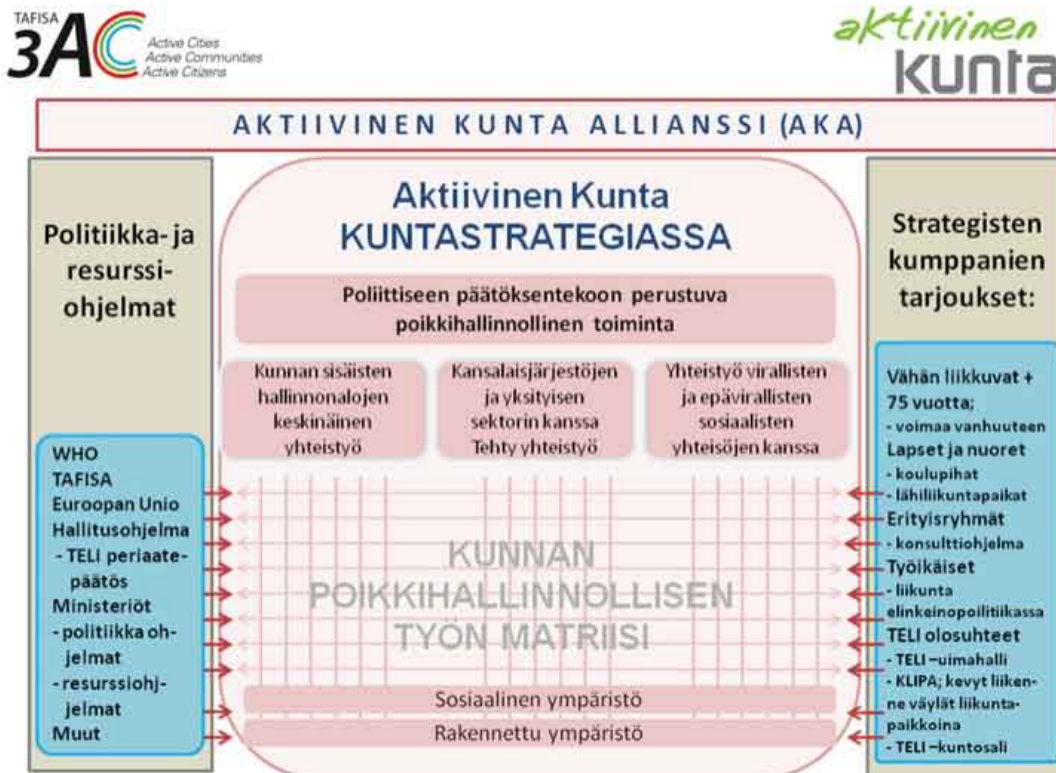 TAFISA
3AC
Active Cities
Active Communities
Active Citizens
aktiivinen
kunta
AKTIIVINEN KUNTA ALLIANSSI (AKA)
Politiikka- ja
resurssi-
ohjelmat
WHO
TAFISA
Euroopan Unio
Hallitusohjelma
- TELI periaate-
päätös
Ministeriöt
- politiikka oh-
jelmat
- resurssiohj-
jelmat
Muut
Aktiivinen Kunta
KUNTASTRATEGIASSA
Poliittiseen päätöksentekoon perustuva
poikkihallinnollinen toiminta
Kunnan sisäisten
hallinnonalojen
keskinäinen
yhteistyö
Kansalaisjärjestöjen
ja yksityisen
sektorin kanssa
Tehty yhteistyö
Yhteistyö virallisten
ja epävirallisten
sosiaalisten
yhteisöjen kanssa
KUNNAN
POIKKIHALLINNOLLISEN
TYÖN MATRIISI
Sosiaalinen ympäristö
Rakennettu ympäristö
Strategisten
kumppanien
tarjoukset:
Vähän liikkuvat +
75 vuotta;
- voimaa vanhuuteen
Lapset ja nuoret
- koulupihat
- lähiliikuntapaikat
Erityisryhmät
- konsulttiohjelma
Työikäiset
- liikunta
elinkeinopoilitiikassa
TELI olosuhteet
- TELI –uimahalli
- KLIPA; kevyt liiken-
ne väylät liikunta-
paikkoina
- TELI –kuntosali